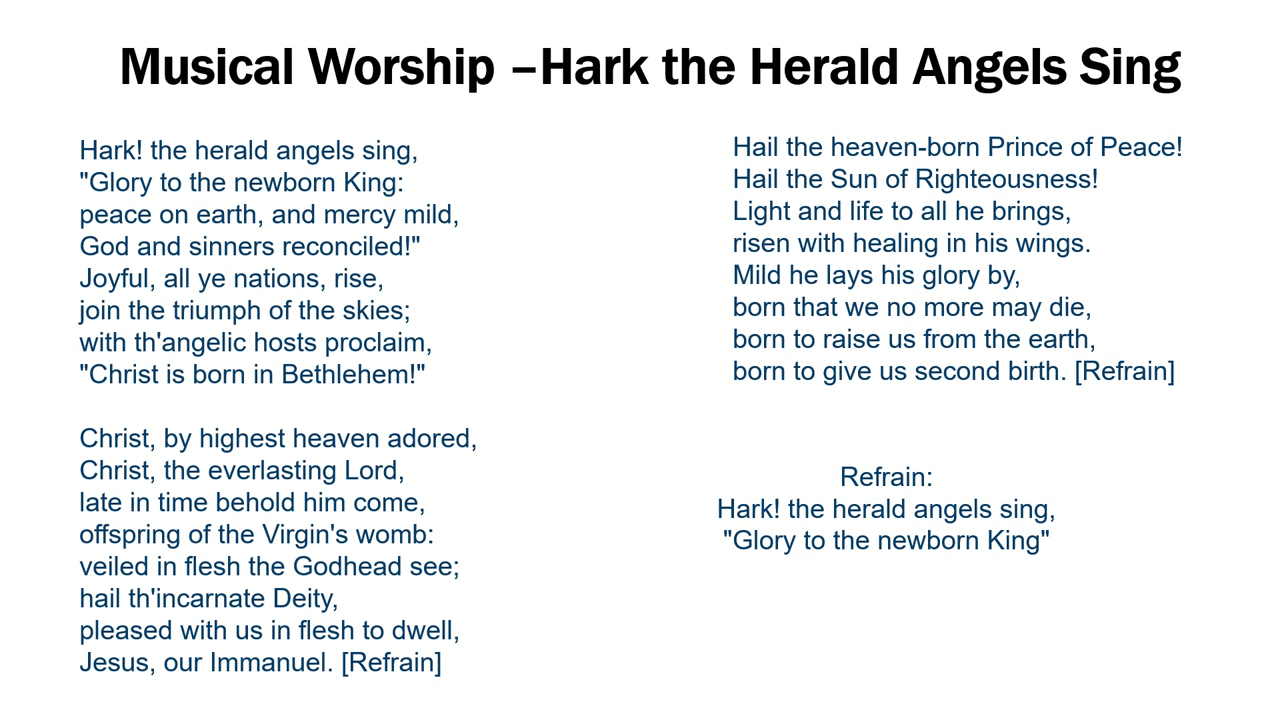 Musical Worship –Hark the Herald Angels Sing
Hark! the herald angels sing,
"Glory to the newborn King:
peace on earth, and mercy mild,
God and sinners reconciled!"
Joyful, all ye nations, rise,
join the triumph of the skies;
with th'angelic hosts proclaim,
"Christ is born in Bethlehem!"
Christ, by highest heaven adored,
Christ, the everlasting Lord,
late in time behold him come,
offspring of the Virgin's womb:
veiled in flesh the Godhead see;
hail th'incarnate Deity,
pleased with us in flesh to dwell,
Jesus, our Immanuel. [Refrain]
Hail the heaven-born Prince of Peace!
Hail the Sun of Righteousness!
Light and life to all he brings,
risen with healing in his wings.
Mild he lays his glory by,
born that we no more may die,
born to raise us from the earth,
born to give us second birth. [Refrain]
Refrain:
Hark! the herald angels sing,
"Glory to the newborn King"